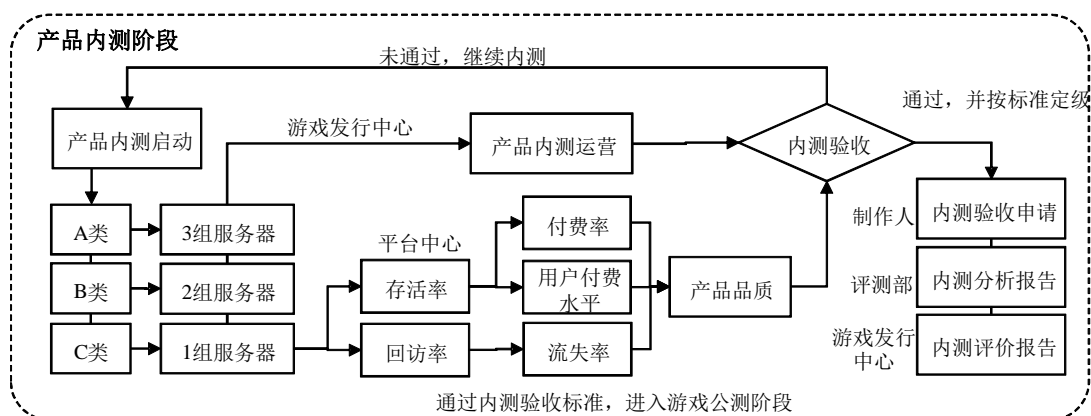 产品内测阶段
未通过，继续内测
通过，并按标准定级
产品内测启动
游戏发行中心
产品内测运营
内测验收
A类
3组服务器
平台中心
付费率
制作人
内测验收申请
B类
2组服务器
存活率
用户付费
水平
产品品质
评测部
内测分析报告
C类
1组服务器
回访率
流失率
游戏发行
中心
内测评价报告
通过内测验收标准，进入游戏公测阶段